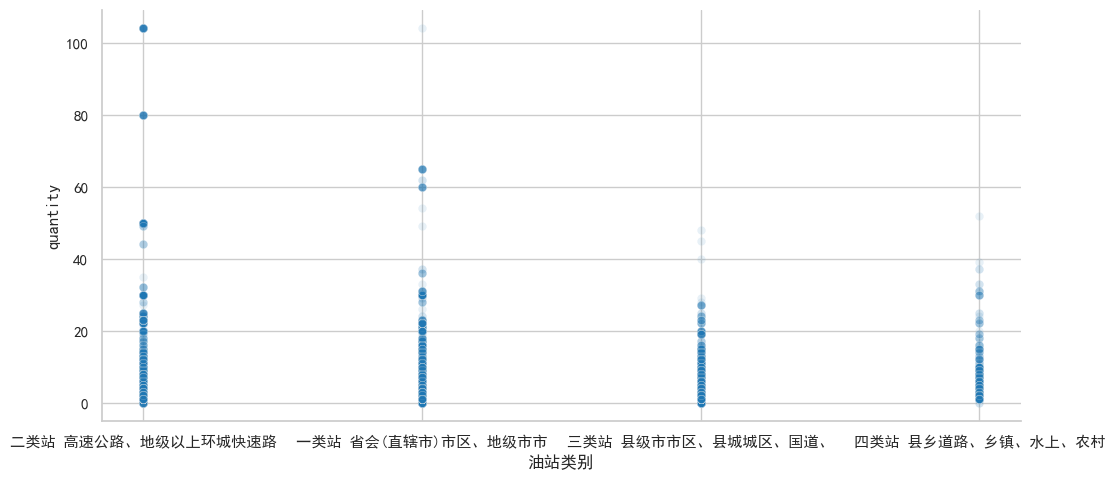 100
80
60
40
20
0
quantity
二类站 高速公路、地级以上环城快速路
一类站 省会(直辖市)市区、地级市市
三类站 县级市市区、县城城区、国道、
四类站 县乡道路、乡镇、水上、农村
油站类别